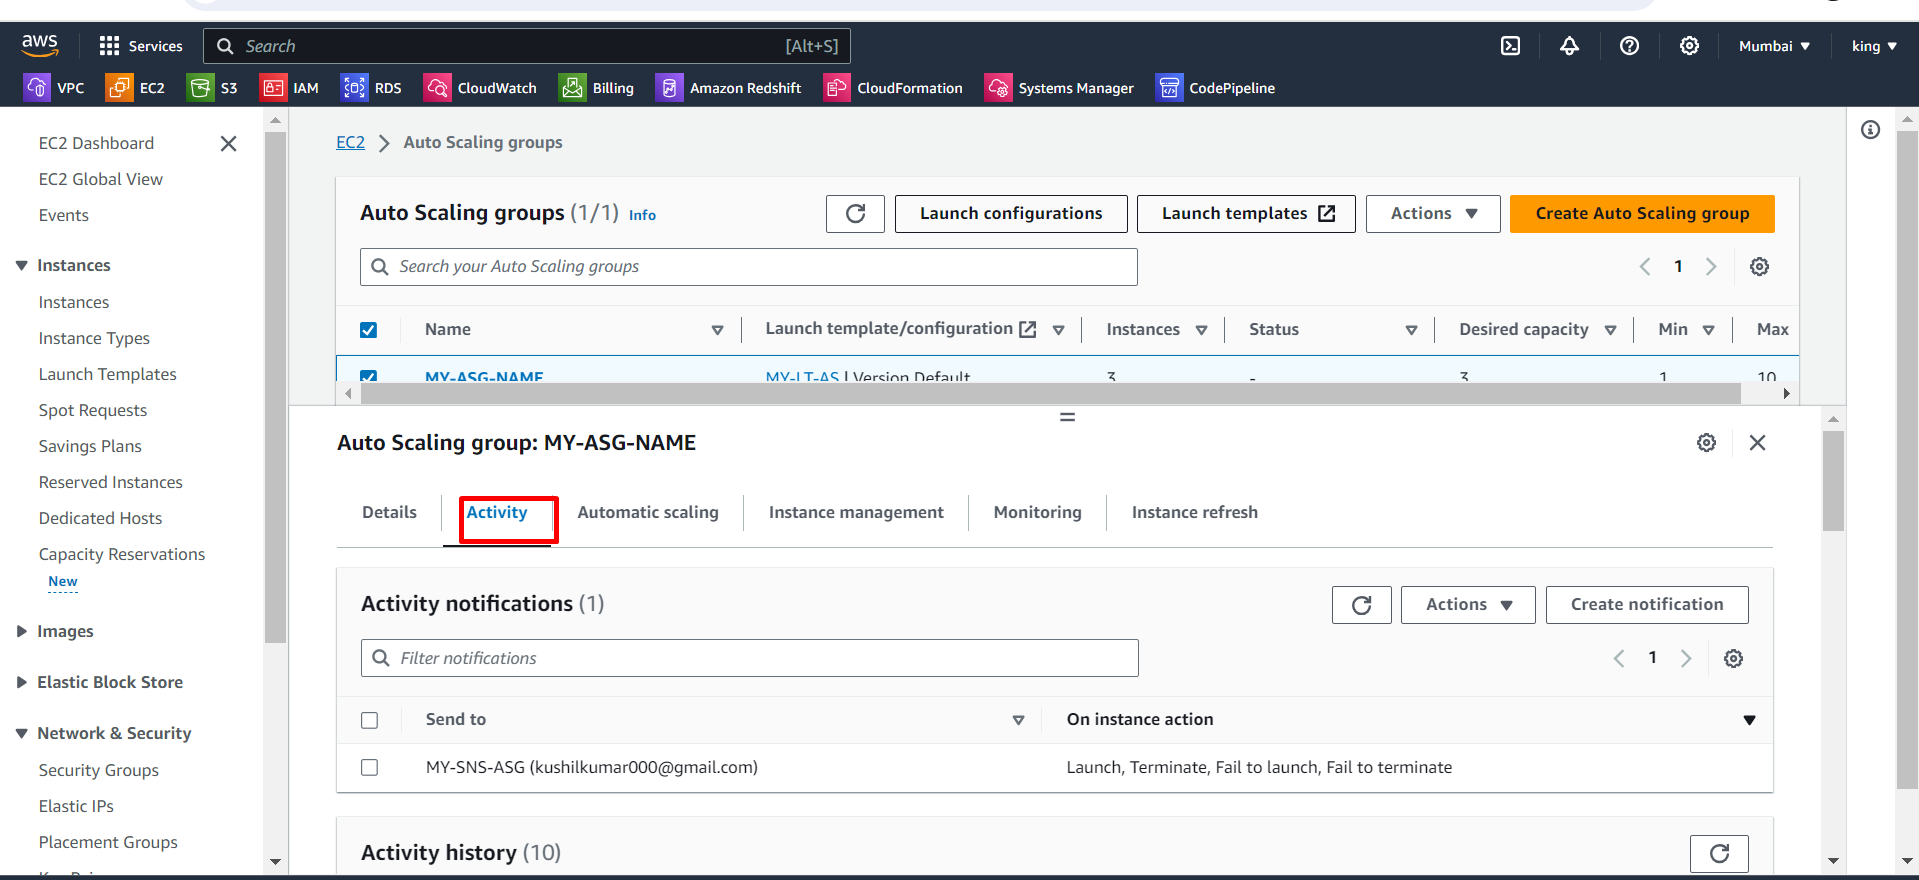 aws
Services
Search [Alt+S]
Mumbai ▼
king ▼
VPC
EC2
S3
IAM
RDS
CloudWatch
Billing
Amazon Redshift
CloudFormation
Systems Manager
CodePipeline
EC2 Dashboard
EC2 Global View
Events
Instances
Instances
Instance Types
Launch Templates
Spot Requests
Savings Plans
Reserved Instances
Dedicated Hosts
Capacity Reservations
New
Images
Elastic Block Store
Network & Security
Security Groups
Elastic IPs
Placement Groups
EC2 > Auto Scaling groups
Auto Scaling groups (1/1) Info
Launch configurations
Launch templates
Actions ▼
Create Auto Scaling group
Search your Auto Scaling groups
1
Name Launch template/configuration Instances Status Desired capacity Min Max
MY-ASG-NAME MY-LT-AS | Version Default 3 - 3 1 10
Auto Scaling group: MY-ASG-NAME
Details
Activity
Automatic scaling
Instance management
Monitoring
Instance refresh
Activity notifications (1)
Actions ▼
Create notification
Filter notifications
1
Send to On instance action
MY-SNS-ASG (kushilkumar000@gmail.com) Launch, Terminate, Fail to launch, Fail to terminate
Activity history (10)